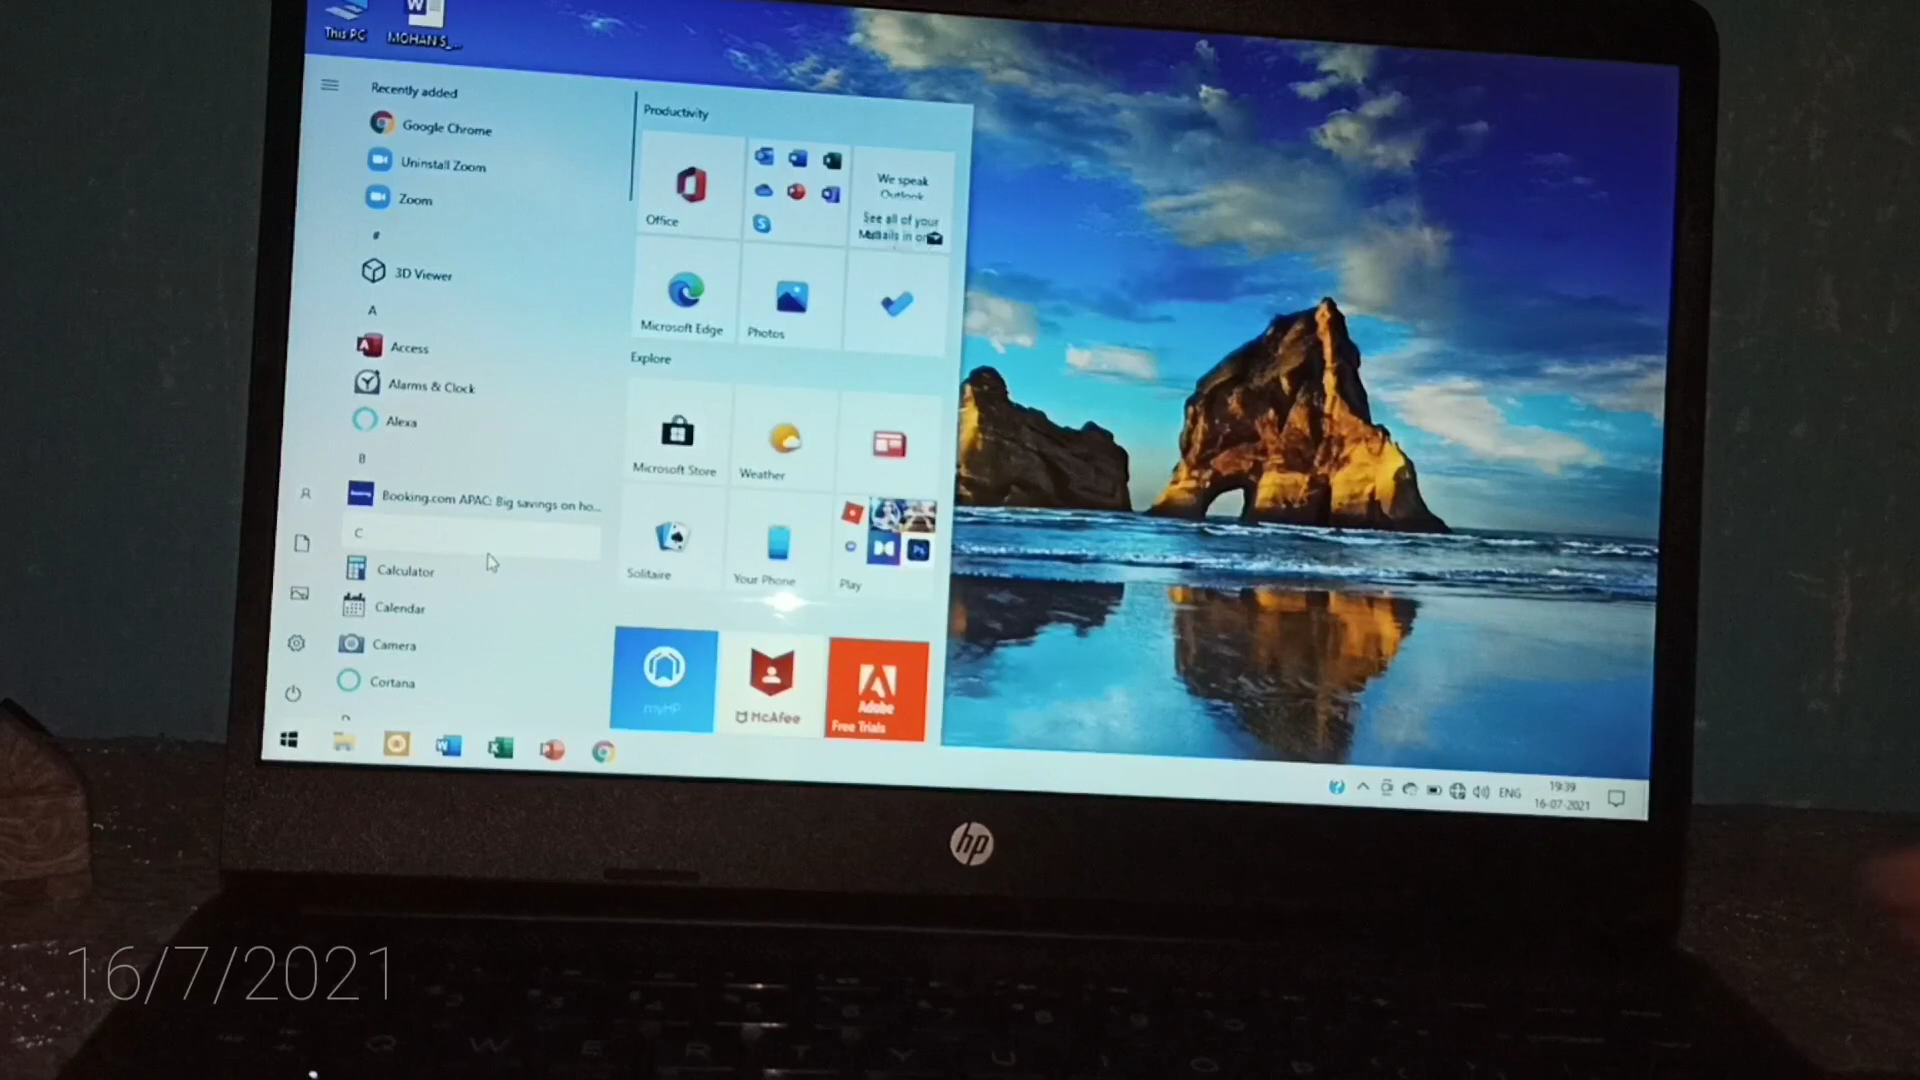 This PC
MOHAN S_...
Recently added
Google Chrome
Uninstall Zoom
Zoom
#
3D Viewer
A
Access
Alarms & Clock
Alexa
B
Booking.com APAC: Big savings on ho...
C
Calculator
Calendar
Camera
Cortana
Productivity
Office
We speak
Outlook
See all of your
Microsoft Edge
Photos
Explore
Microsoft Store
Weather
Solitaire
Your Phone
Play
myHP
McAfee
Adobe
Free Trials
ENG
19:39
16-07-2021
hp
16/7/2021
Q W E R T Y U I O P